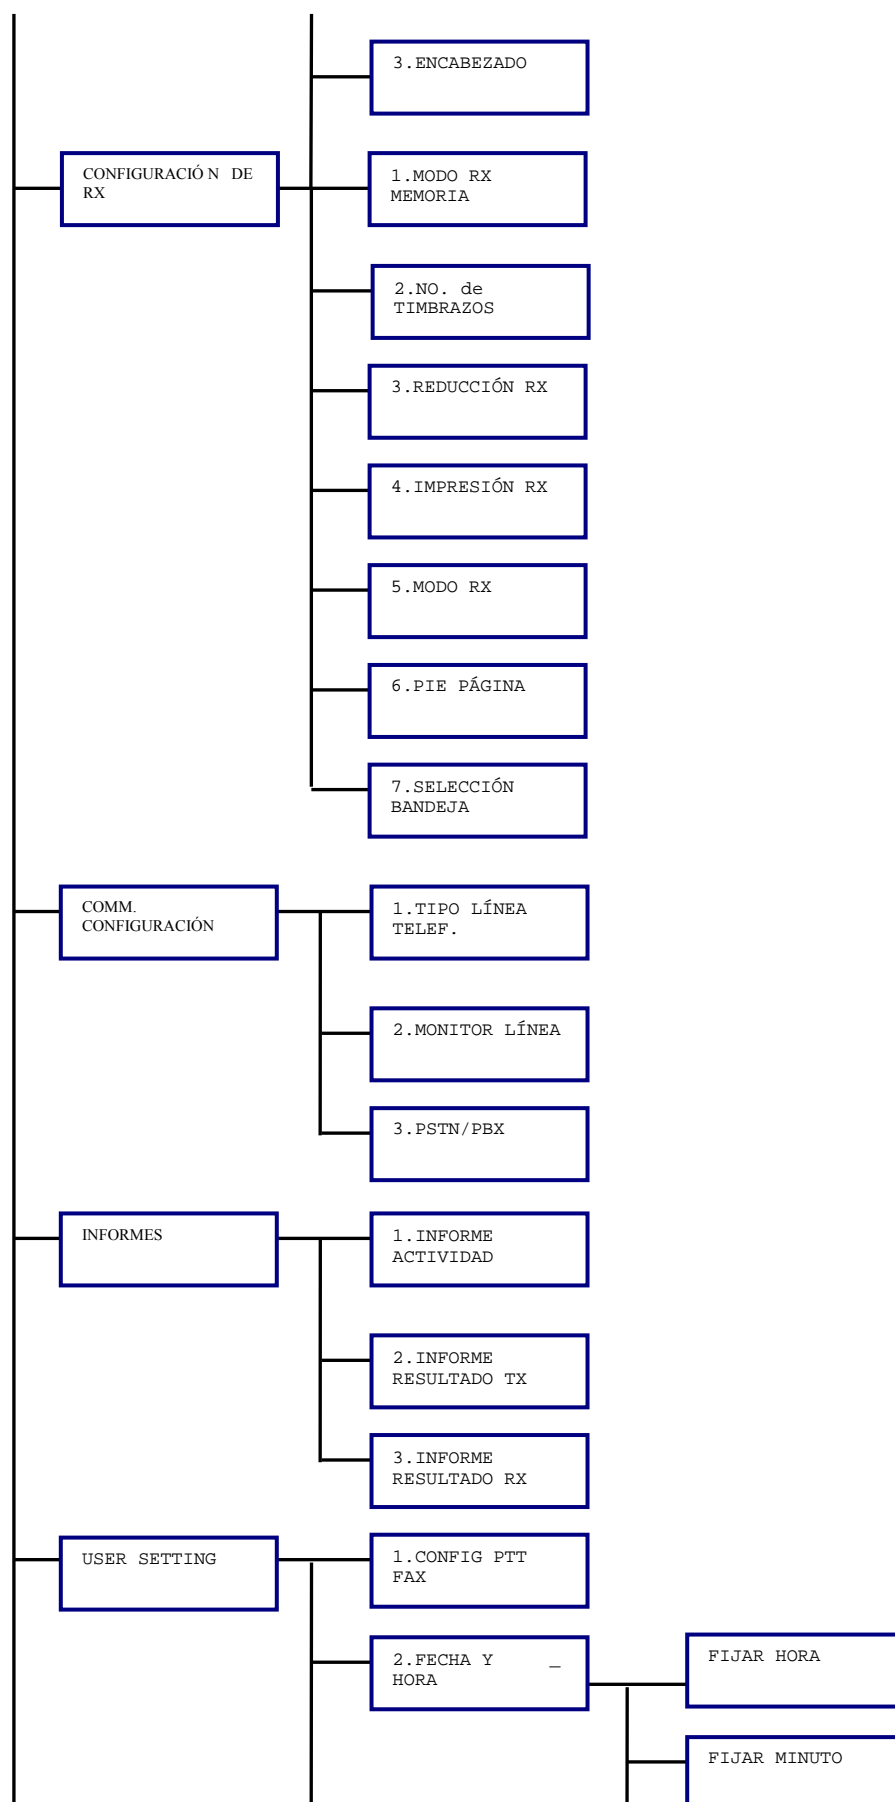 3.ENCABEZADO
CONFIGURACIÓ N DE
RX
1.MODO RX
MEMORIA
2.NO. de
TIMBRAZOS
3.REDUCCIÓN RX
4.IMPRESIÓN RX
5.MODO RX
6.PIE PÁGINA
7.SELECCIÓN
BANDEJA
COMM.
CONFIGURACIÓN
1.TIPO LÍNEA
TELEF.
2.MONITOR LÍNEA
3.PSTN/PBX
INFORMES
1.INFORME
ACTIVIDAD
2.INFORME
RESULTADO TX
3.INFORME
RESULTADO RX
USER SETTING
1.CONFIG PTT
FAX
2.FECHA Y _
HORA
FIJAR HORA
FIJAR MINUTO